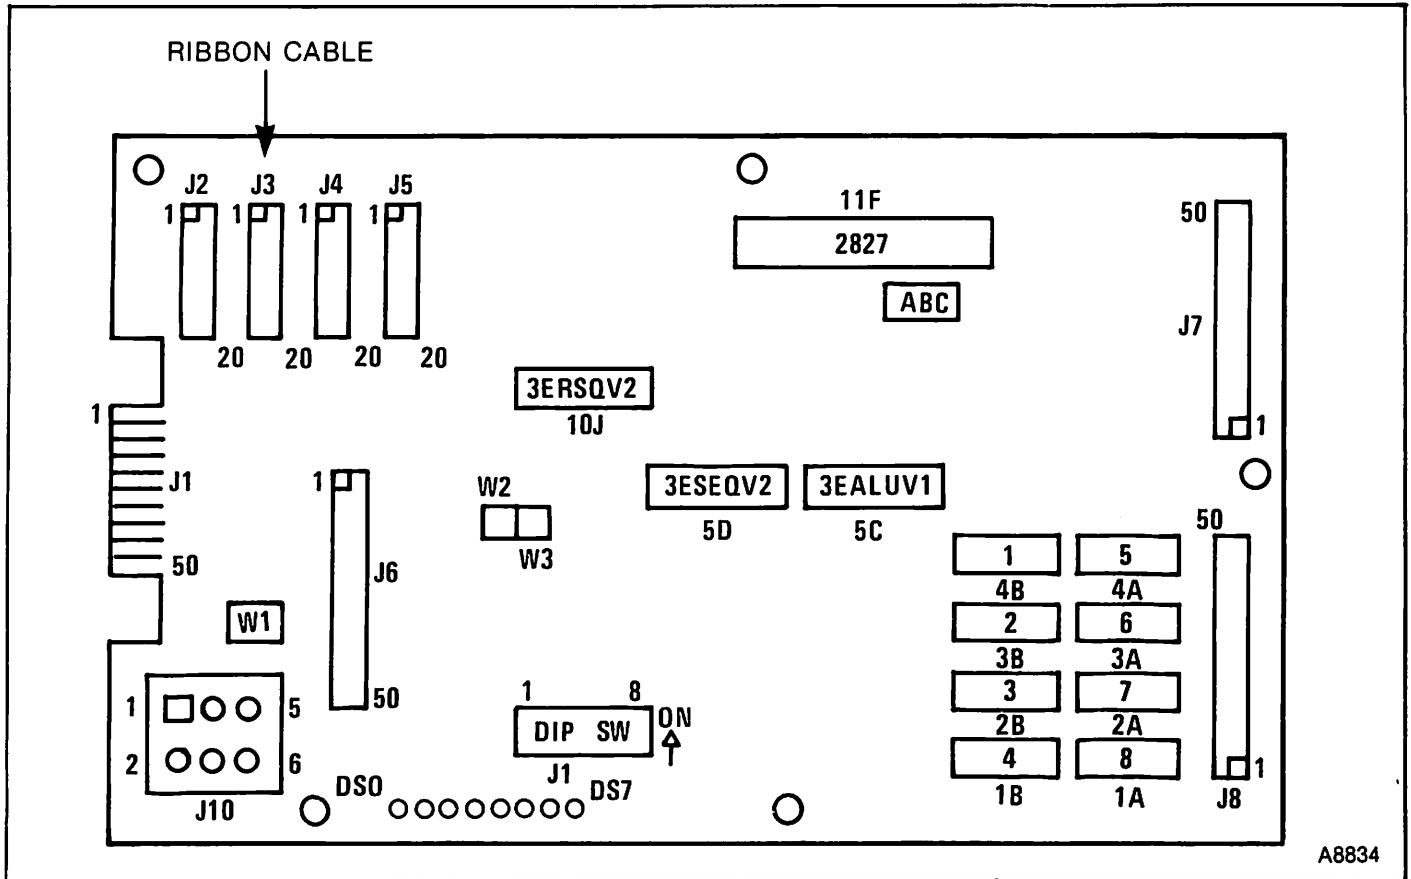 RIBBON CABLE
J2 J3 J4 J5
1 1 1 1
20 20 20 20
11F
2827
ABC
50
J7
1
3ERSQV2
10J
1
J1
50
1
J6
50
W2
W3
3ESEQV2 3EALUV1
5D 5C
W1
1 5
4B 4A
2 6
3B 3A
3 7
2B 2A
4 8
1B 1A
50
1
J8
1 5
2 6
J10
1 8
DIP SW
ON
J1
DS0 DS7
A8834